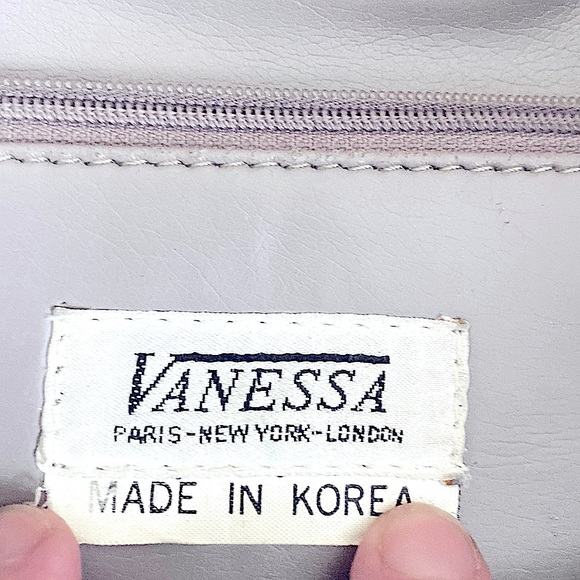 VANESSA
PARIS-NEW YORK-LONDON
MADE IN KOREA